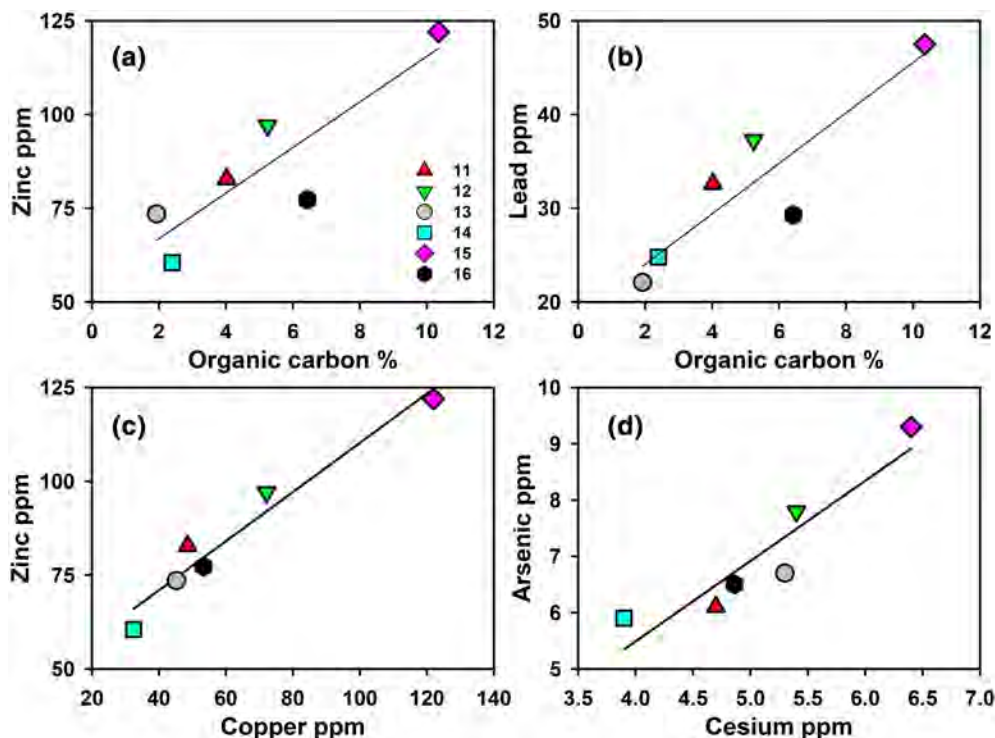 (a)
Zinc ppm
125
100
75
50
0 2 4 6 8 10 12
Organic carbon %
11
12
13
14
15
16
(b)
Lead ppm
50
40
30
20
0 2 4 6 8 10 12
Organic carbon %
(c)
Zinc ppm
125
100
75
50
20 40 60 80 100 120 140
Copper ppm
(d)
Arsenic ppm
10
9
8
7
6
5
3.5 4.0 4.5 5.0 5.5 6.0 6.5 7.0
Cesium ppm